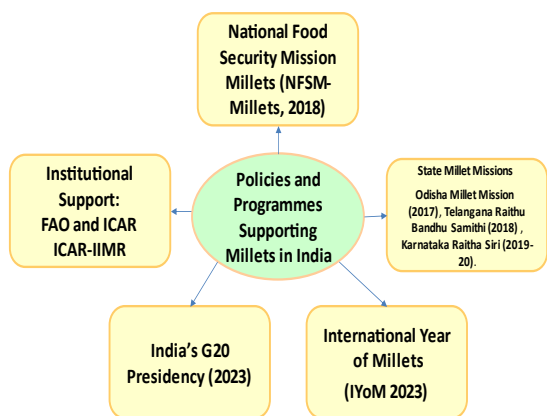 National Food
Security Mission
Millets (NFSM-
Millets, 2018)
Institutional
Support:
FAO and ICAR
ICAR-IIMR
Policies and
Programmes
Supporting
Millets in India
State Millet Missions
Odisha Millet Mission
(2017), Telangana Raithu
Bandhu Samithi (2018) ,
Karnataka Raitha Siri (2019-
20).
India's G20
Presidency (2023)
International Year
of Millets
(IYoM 2023)